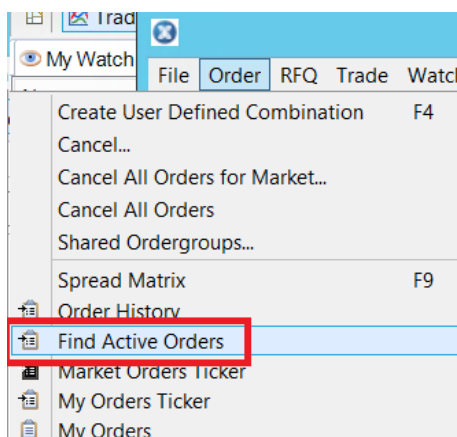 Trad
My Watch
File Order RFQ Trade Watc
Create User Defined Combination F4
Cancel...
Cancel All Orders for Market...
Cancel All Orders
Shared Ordergroups...
Spread Matrix F9
Order History
Find Active Orders
Market Orders Ticker
My Orders Ticker
My Orders